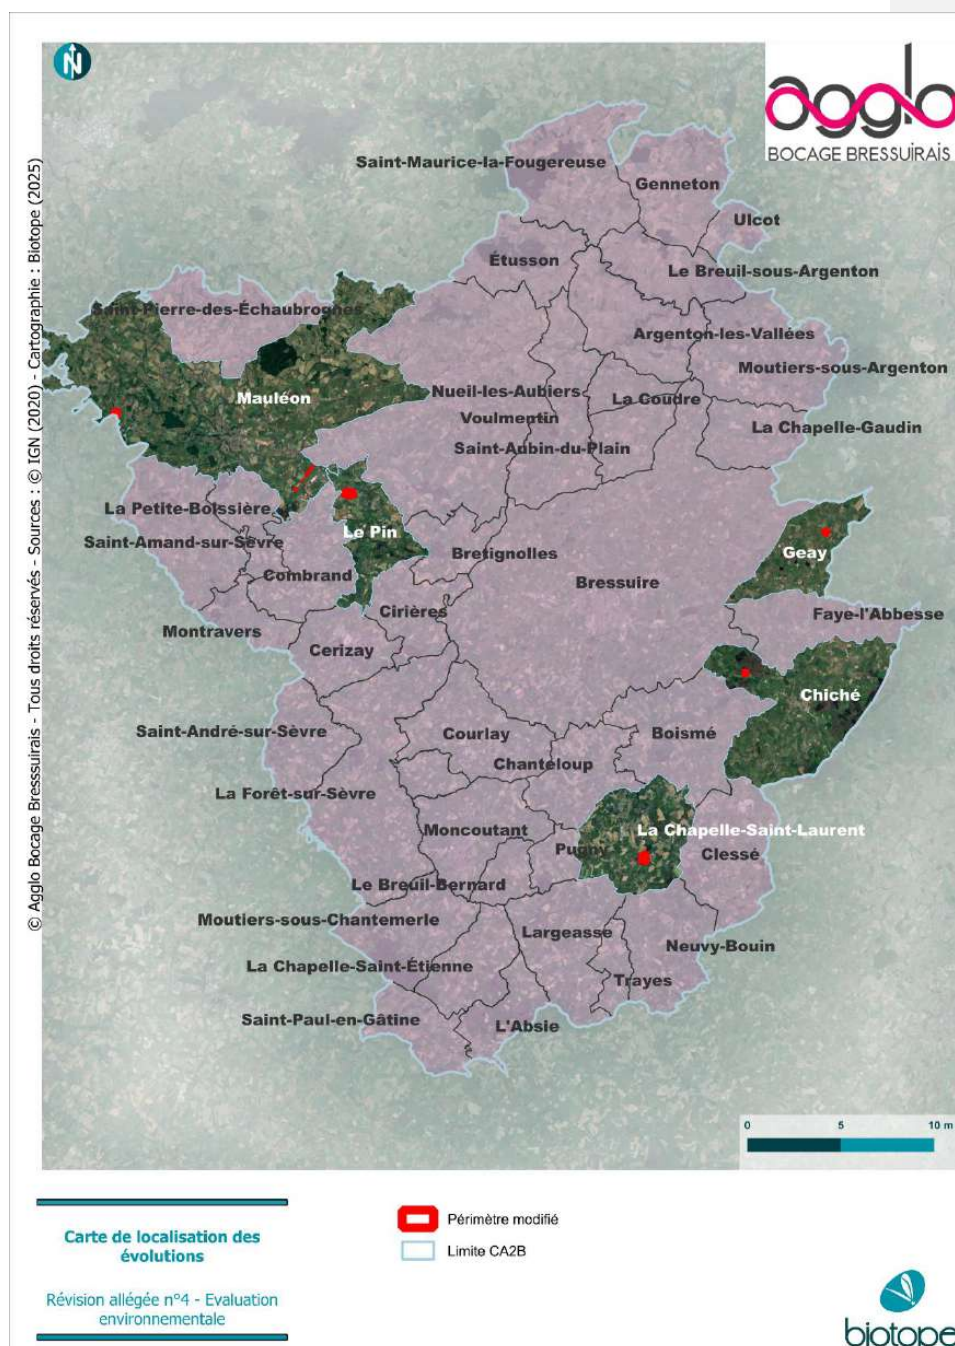 N
agglo
BOCAGE BRESSUIRAIS
© Agglo Bocage Bresssuirais - Tous droits réservés - Sources : © IGN (2020) - Cartographie : Biotope (2025)
Saint-Maurice-la-Fougereuse
Genneton
Ulcot
Étusson
Le Breuil-sous-Argenton
Saint-Pierre-des-Échaubrognes
Argenton-les-Vallées
Moutiers-sous-Argenton
Mauléon
Nueil-les-Aubiers
La Coudre
Voulmentin
La Chapelle-Gaudin
Saint-Aubin-du-Plain
La Petite-Boissière
Le Pin
Saint-Amand-sur-Sèvre
Bretignolles
Geay
Combrand
Bressuire
Cirières
Faye-l'Abbesse
Montravers
Cerizay
Chiché
Saint-André-sur-Sèvre
Courlay
Boismé
Chanteloup
La Forêt-sur-Sèvre
Moncoutant
La Chapelle-Saint-Laurent
Pugny
Clessé
Le Breuil-Bernard
Moutiers-sous-Chantemerle
Largeasse
Neuvy-Bouin
La Chapelle-Saint-Étienne
Trayes
Saint-Paul-en-Gâtine
L'Absie
0 5 10 m
Carte de localisation des
évolutions
Révision allégée n°4 - Evaluation
environnementale
Périmètre modifié
Limite CA2B
biotope